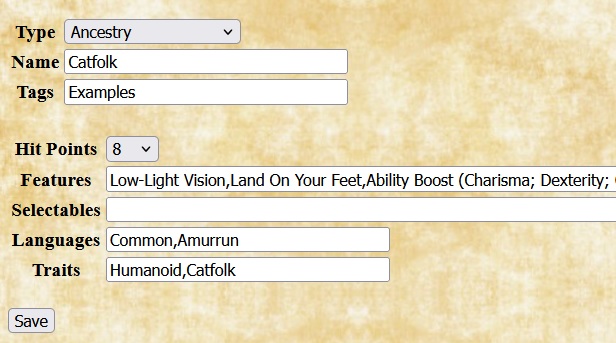 Type Ancestry
Name Catfolk
Tags Examples
Hit Points 8
Features Low-Light Vision,Land On Your Feet,Ability Boost (Charisma; Dexterity;
Selectables
Languages Common,Amurrun
Traits Humanoid,Catfolk
Save